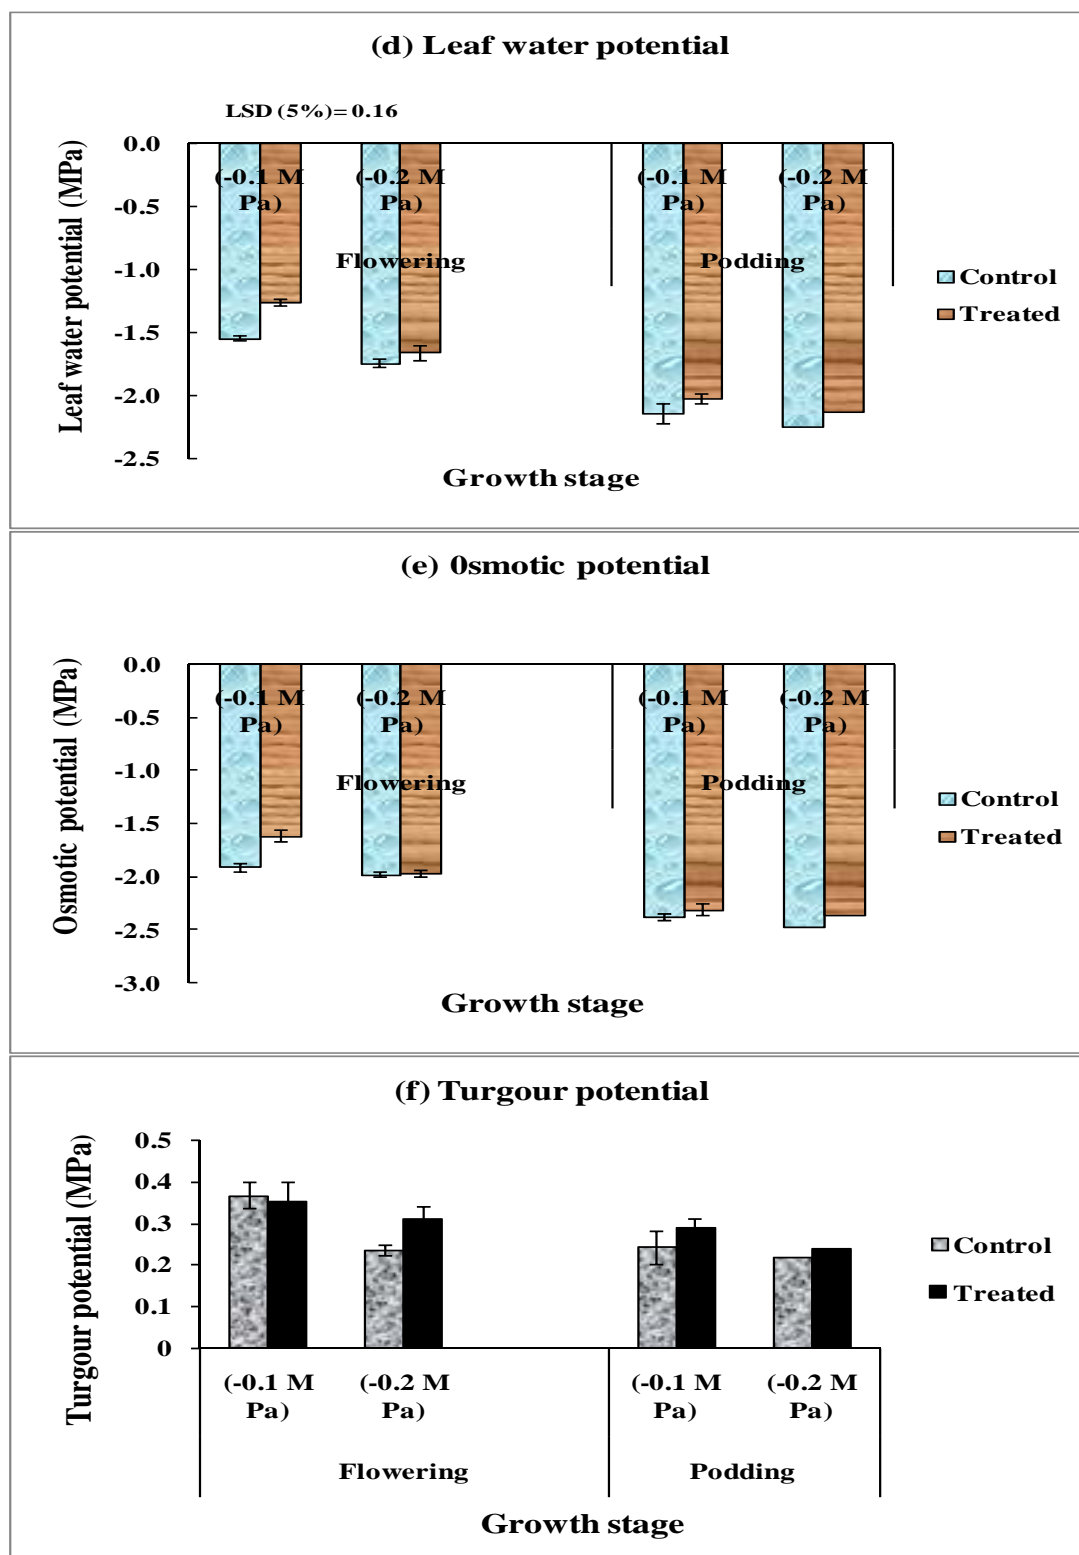 (d) Leaf water potential
LSD (5%)= 0.16
Leaf water potential (MPa)
0.0
-0.5
-1.0
-1.5
-2.0
-2.5
(-0.1 M
Pa)
(-0.2 M
Pa)
(-0.1 M
Pa)
(-0.2 M
Pa)
Flowering
Podding
Control
Treated
Growth stage
(e) 0smotic potential
Osmotic potential (MPa)
0.0
-0.5
-1.0
-1.5
-2.0
-2.5
-3.0
(-0.1 M
Pa)
(-0.2 M
Pa)
(-0.1 M
Pa)
(-0.2 M
Pa)
Flowering
Podding
Control
Treated
Growth stage
(f) Turgour potential
Turgour potential (MPa)
0.5
0.4
0.3
0.2
0.1
0
Control
Treated
(-0.1 M
Pa)
(-0.2 M
Pa)
(-0.1 M
Pa)
(-0.2 M
Pa)
Flowering
Podding
Growth stage